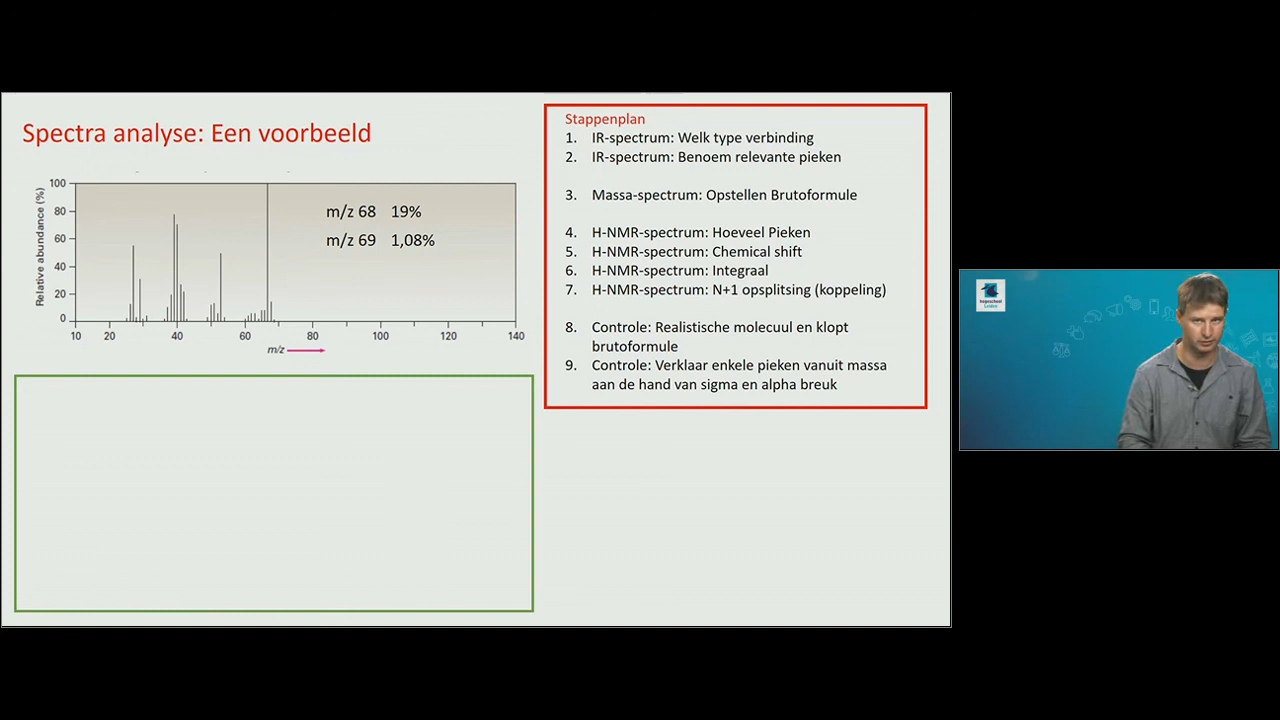 Spectra analyse: Een voorbeeld
Relative abundance (%)
100
80
60
40
20
0
10
20
40
60
80
100
120
140
m/z
m/z 68 19%
m/z 69 1,08%
Stappenplan
1. IR-spectrum: Welk type verbinding
2. IR-spectrum: Benoem relevante pieken
3. Massa-spectrum: Opstellen Brutoformule
4. H-NMR-spectrum: Hoeveel Pieken
5. H-NMR-spectrum: Chemical shift
6. H-NMR-spectrum: Integraal
7. H-NMR-spectrum: N+1 opsplitsing (koppeling)
8. Controle: Realistische molecuul en klopt
brutoformule
9. Controle: Verklaar enkele pieken vanuit massa
aan de hand van sigma en alpha breuk
hogeschool
Leiden